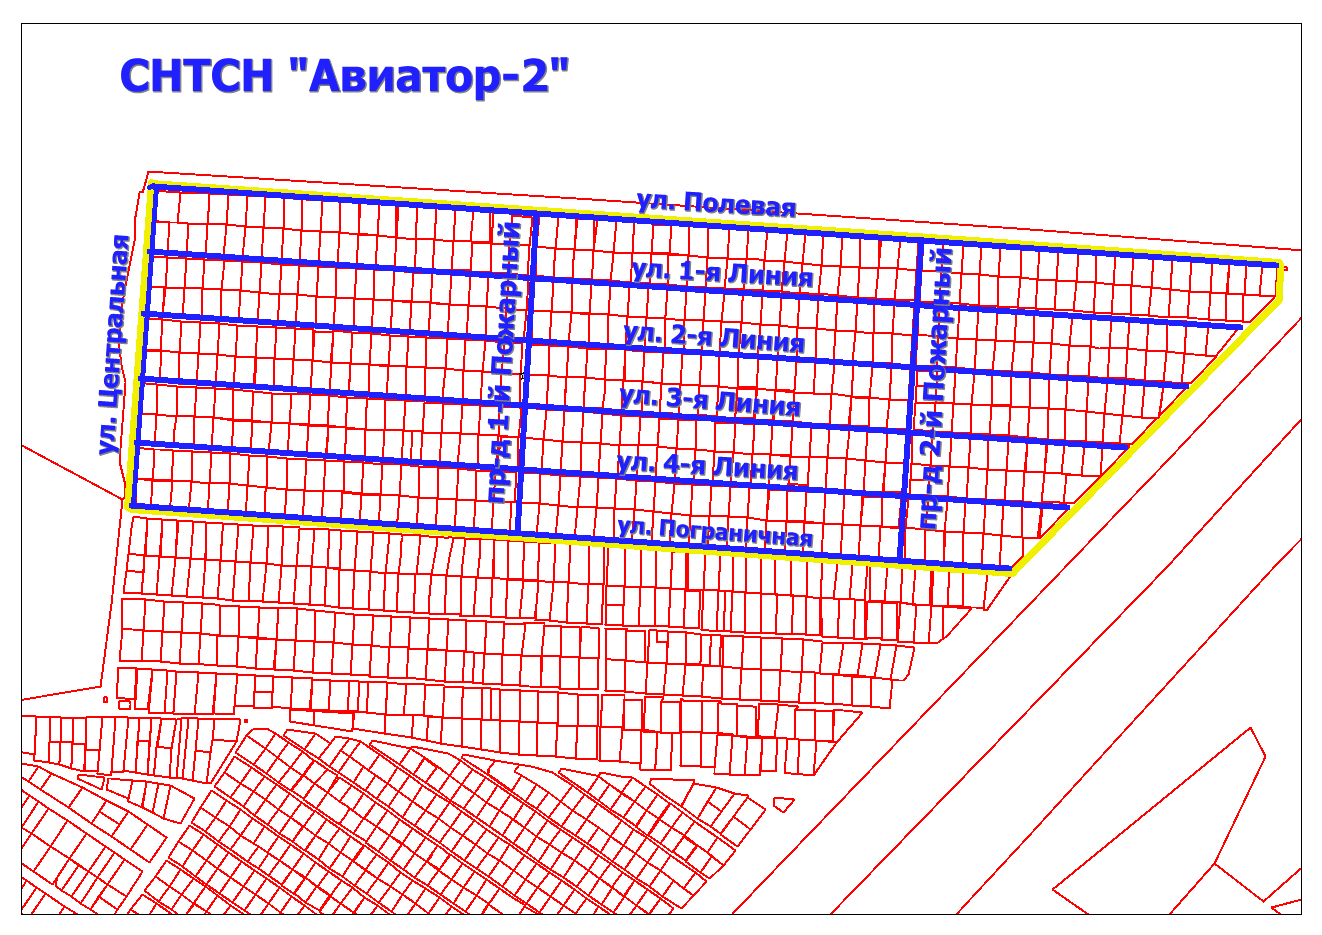 СНТСН "Авиатор-2"
ул. Полевая
ул. Центральная
пр-д 1-й Пожарный
ул. 1-я Линия
пр-д 2-й Пожарный
ул. 2-я Линия
ул. 3-я Линия
ул. 4-я Линия
ул. Пограничная